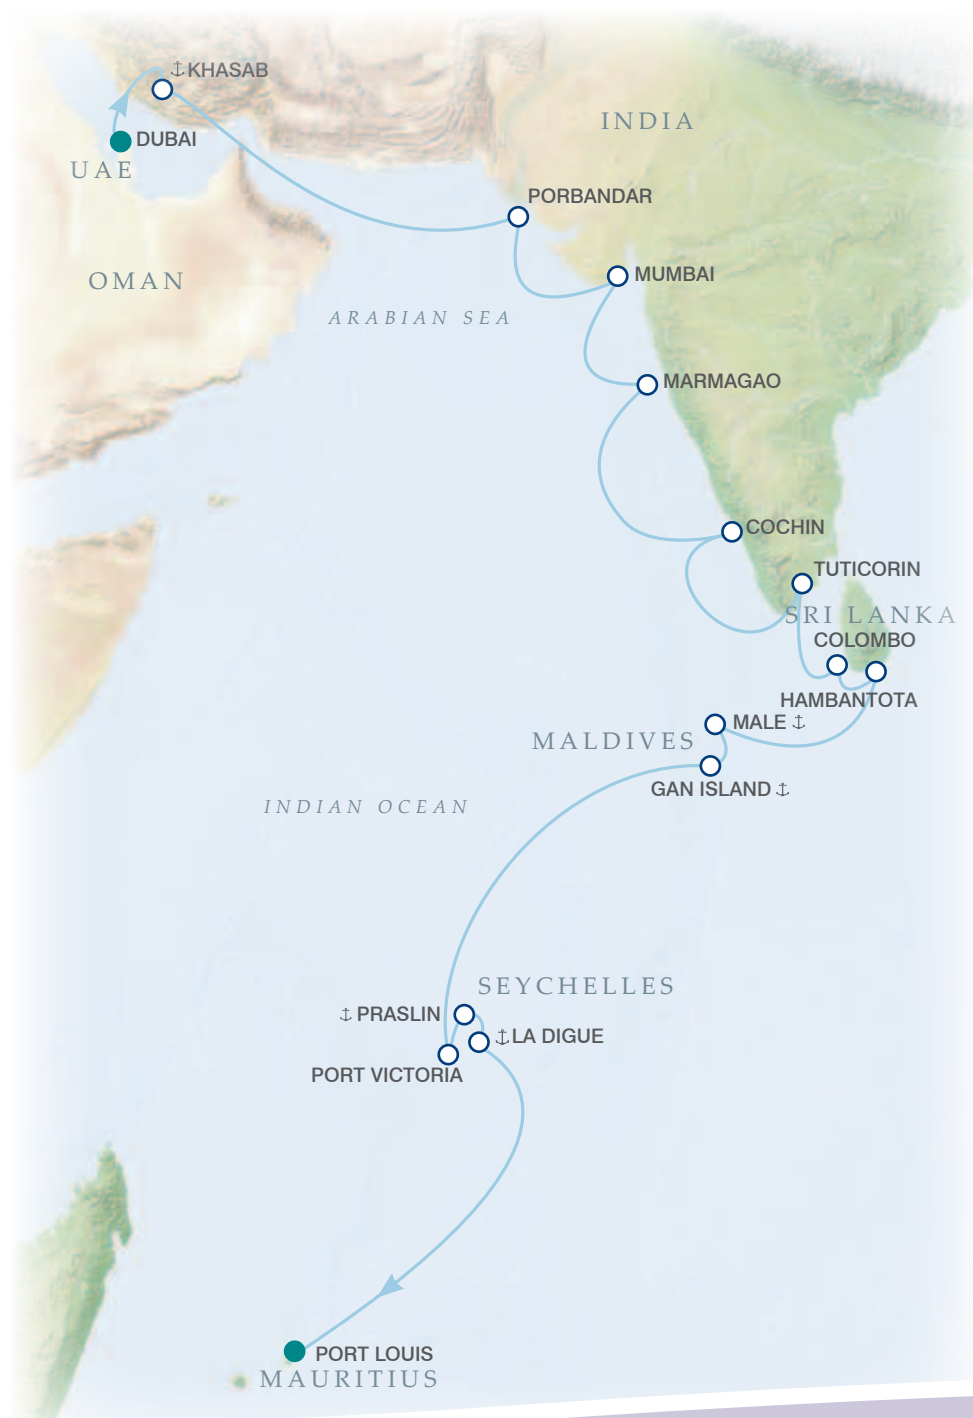 ⚓ KHASAB
INDIA
DUBAI
UAE
PORBANDAR
OMAN
MUMBAI
ARABIAN SEA
MARMAGAO
COCHIN
TUTICORIN
SRI LANKA
COLOMBO
HAMBANTOTA
MALE ⚓
MALDIVES
GAN ISLAND ⚓
INDIAN OCEAN
SEYCHELLES
⚓ PRASLIN
⚓ LA DIGUE
PORT VICTORIA
PORT LOUIS
MAURITIUS